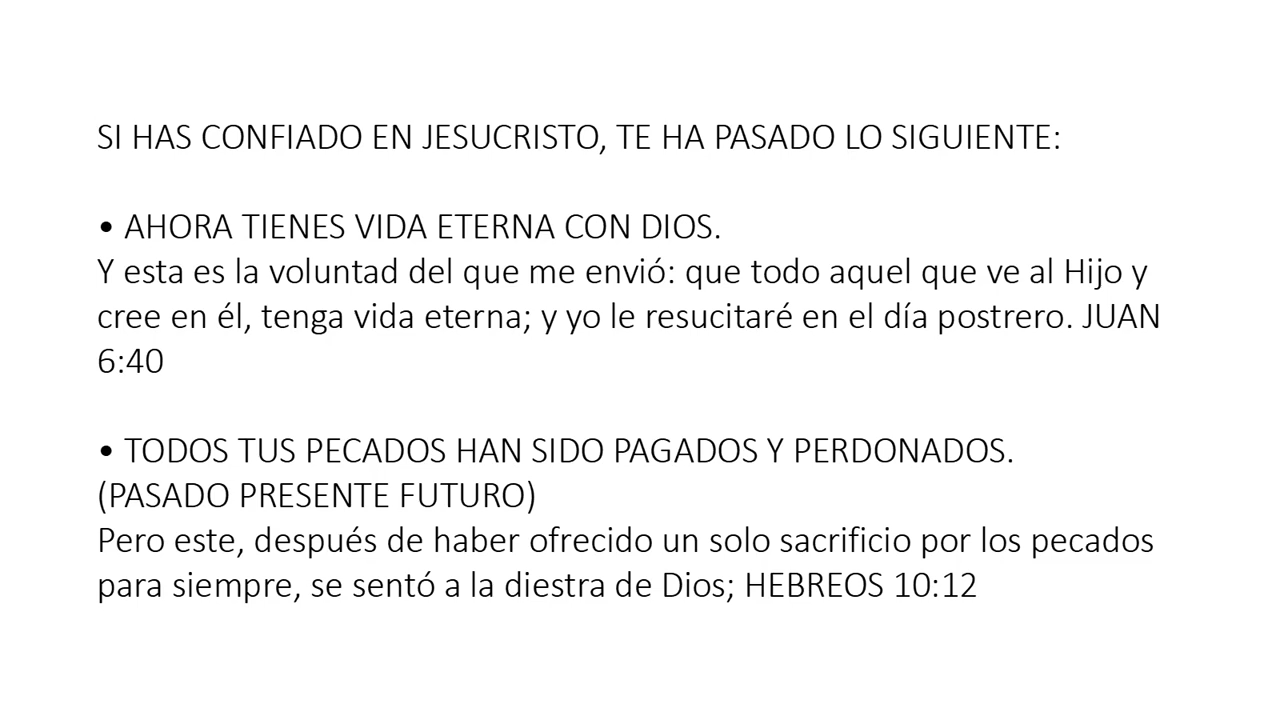 SI HAS CONFIADO EN JESUCRISTO, TE HA PASADO LO SIGUIENTE:
• AHORA TIENES VIDA ETERNA CON DIOS.
Y esta es la voluntad del que me envió: que todo aquel que ve al Hijo y
cree en él, tenga vida eterna; y yo le resucitaré en el día postrero. JUAN
6:40
• TODOS TUS PECADOS HAN SIDO PAGADOS Y PERDONADOS.
(PASADO PRESENTE FUTURO)
Pero este, después de haber ofrecido un solo sacrificio por los pecados
para siempre, se sentó a la diestra de Dios; HEBREOS 10:12